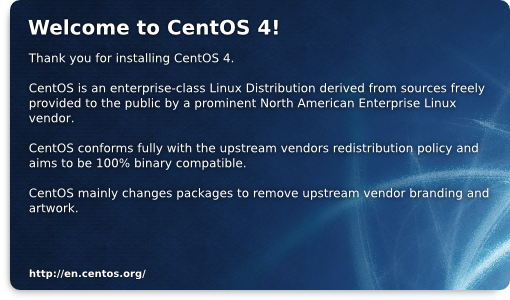 Welcome to CentOS 4!
Thank you for installing CentOS 4.
CentOS is an enterprise-class Linux Distribution derived from sources freely
provided to the public by a prominent North American Enterprise Linux
vendor.
CentOS conforms fully with the upstream vendors redistribution policy and
aims to be 100% binary compatible.
CentOS mainly changes packages to remove upstream vendor branding and
artwork.
http://en.centos.org/